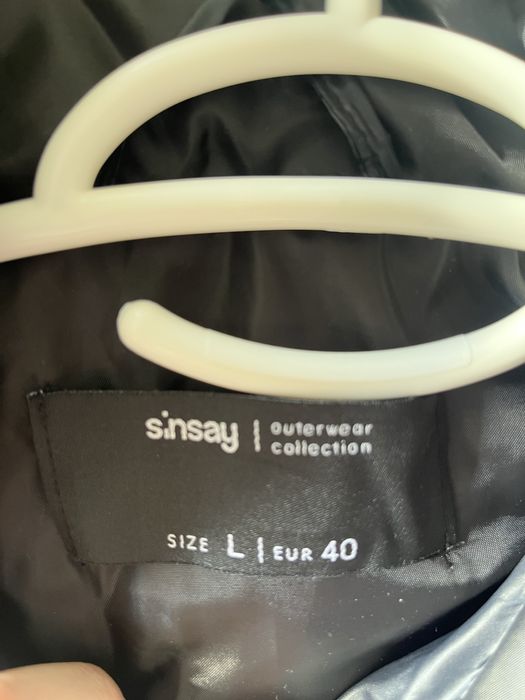 sinsay | outerwear
collection
SIZE L | EUR 40